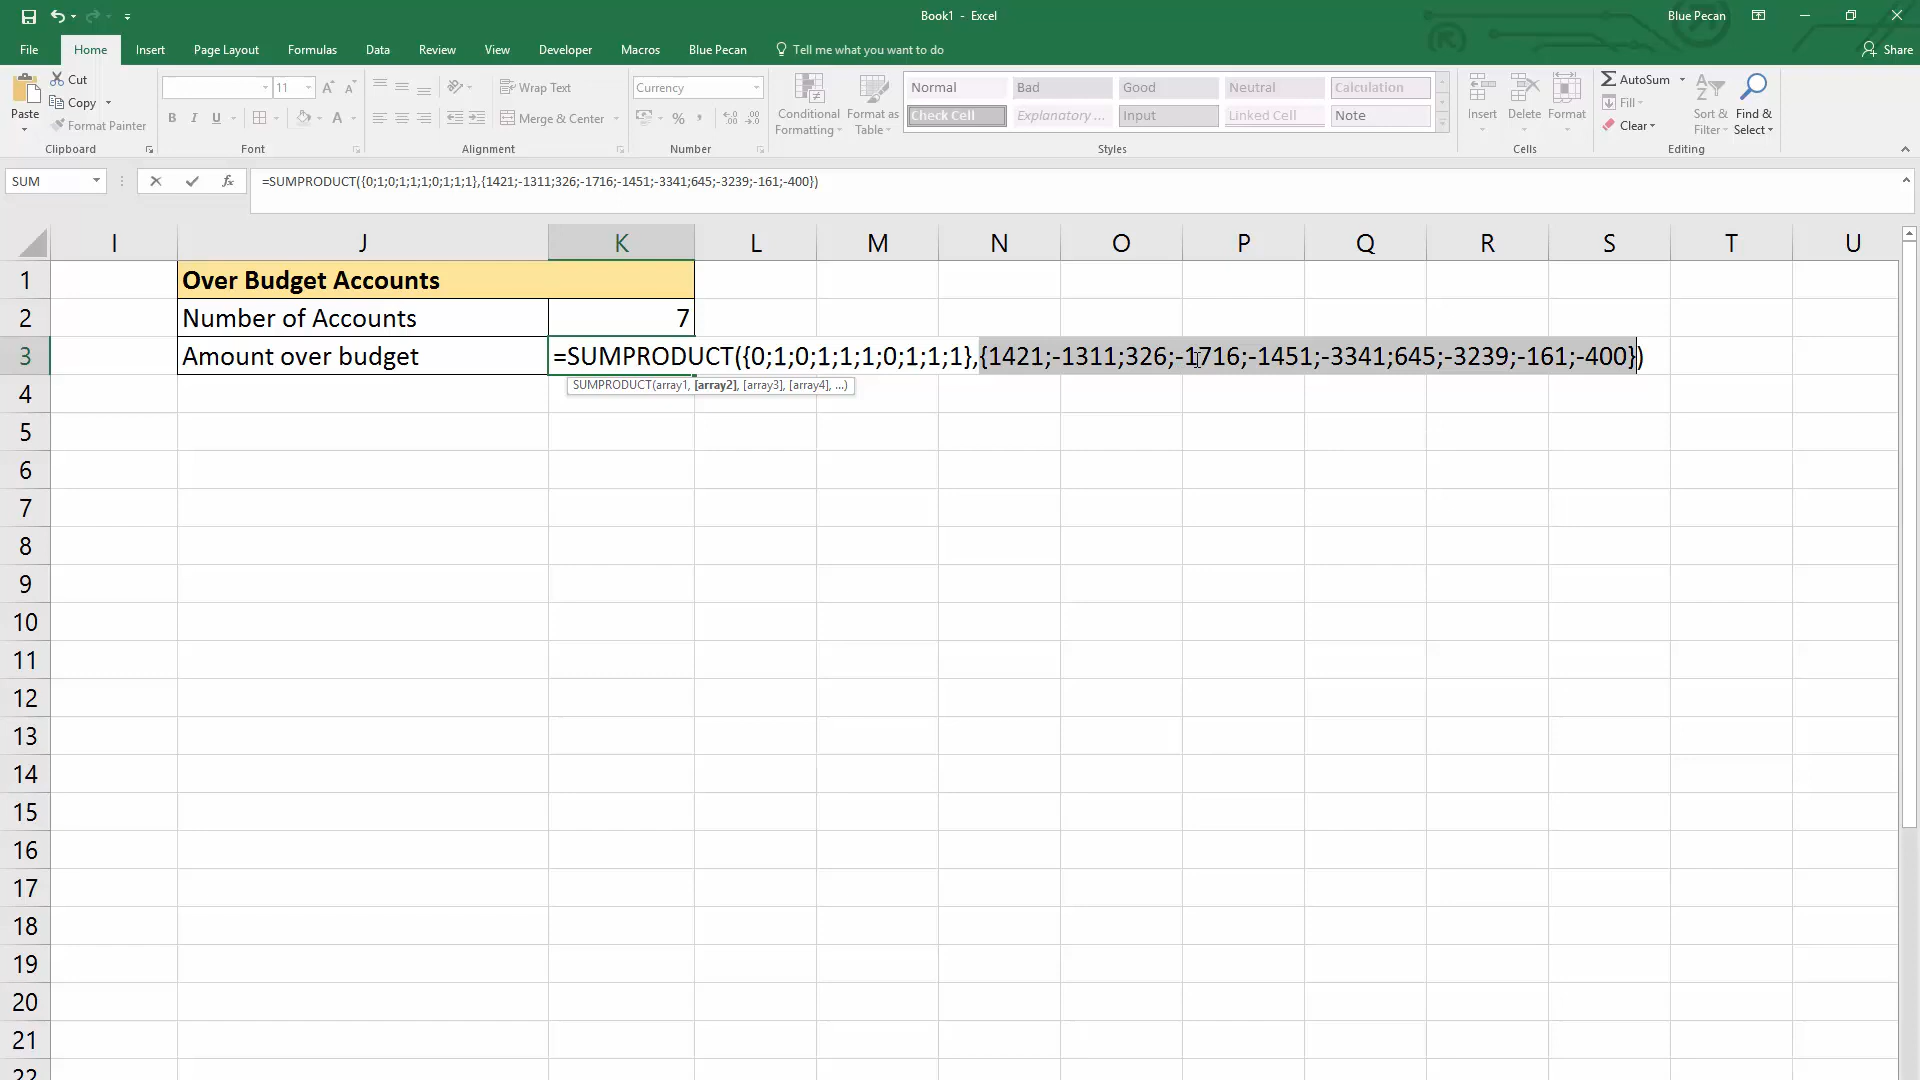 Book1 - Excel
Blue Pecan
File Home Insert Page Layout Formulas Data Review View Developer Macros Blue Pecan Tell me what you want to do Share
Paste
Cut
Copy
Format Painter
Clipboard
11 A A
B I U A
Font
Wrap Text
Merge & Center
Alignment
Currency
% ,
Number
Conditional Formatting
Format as Table
Normal Bad Good Neutral Calculation
Check Cell Explanatory ... Input Linked Cell Note
Styles
Insert Delete Format
Cells
AutoSum
Fill
Clear
Sort & Filter
Find & Select
Editing
SUM fx =SUMPRODUCT({0;1;0;1;1;1;0;1;1;1},{1421;-1311;326;-1716;-1451;-3341;645;-3239;-161;-400})
I J K L M N O P Q R S T U
1 Over Budget Accounts
2 Number of Accounts 7
3 Amount over budget =SUMPRODUCT({0;1;0;1;1;1;0;1;1;1},{1421;-1311;326;-1716;-1451;-3341;645;-3239;-161;-400})
SUMPRODUCT(array1, [array2], [array3], [array4], ...)
4
5
6
7
8
9
10
11
12
13
14
15
16
17
18
19
20
21
22